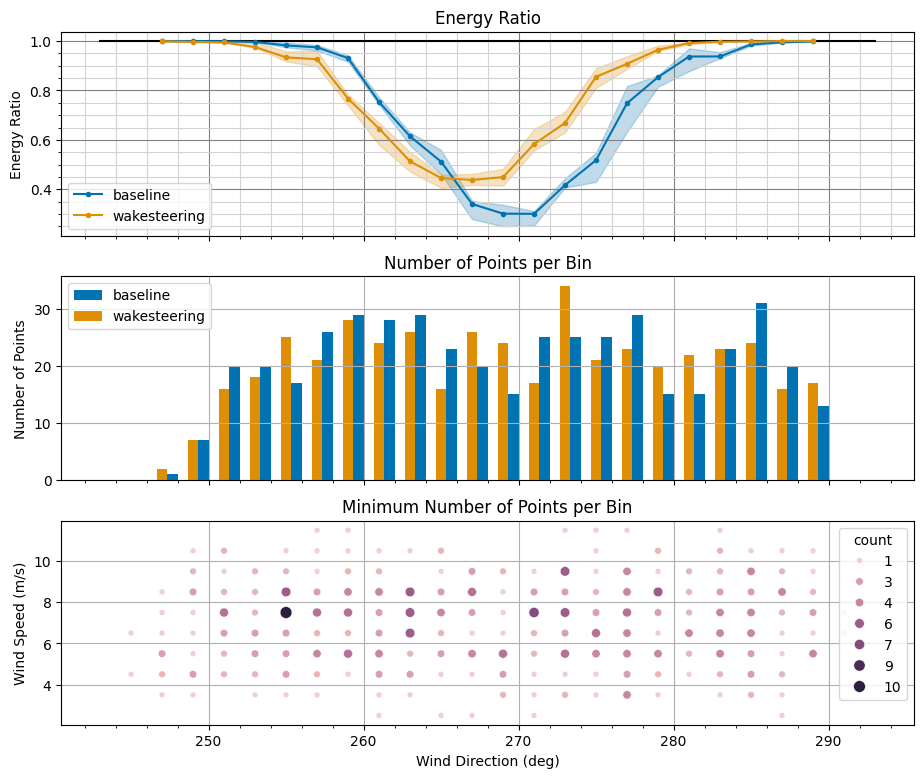 Energy Ratio
Energy Ratio
1.0
0.8
0.6
0.4
baseline
wakesteering
Number of Points per Bin
Number of Points
30
20
10
0
baseline
wakesteering
Minimum Number of Points per Bin
Wind Speed (m/s)
10
8
6
4
count
1
3
4
6
7
9
10
250
260
270
280
290
Wind Direction (deg)